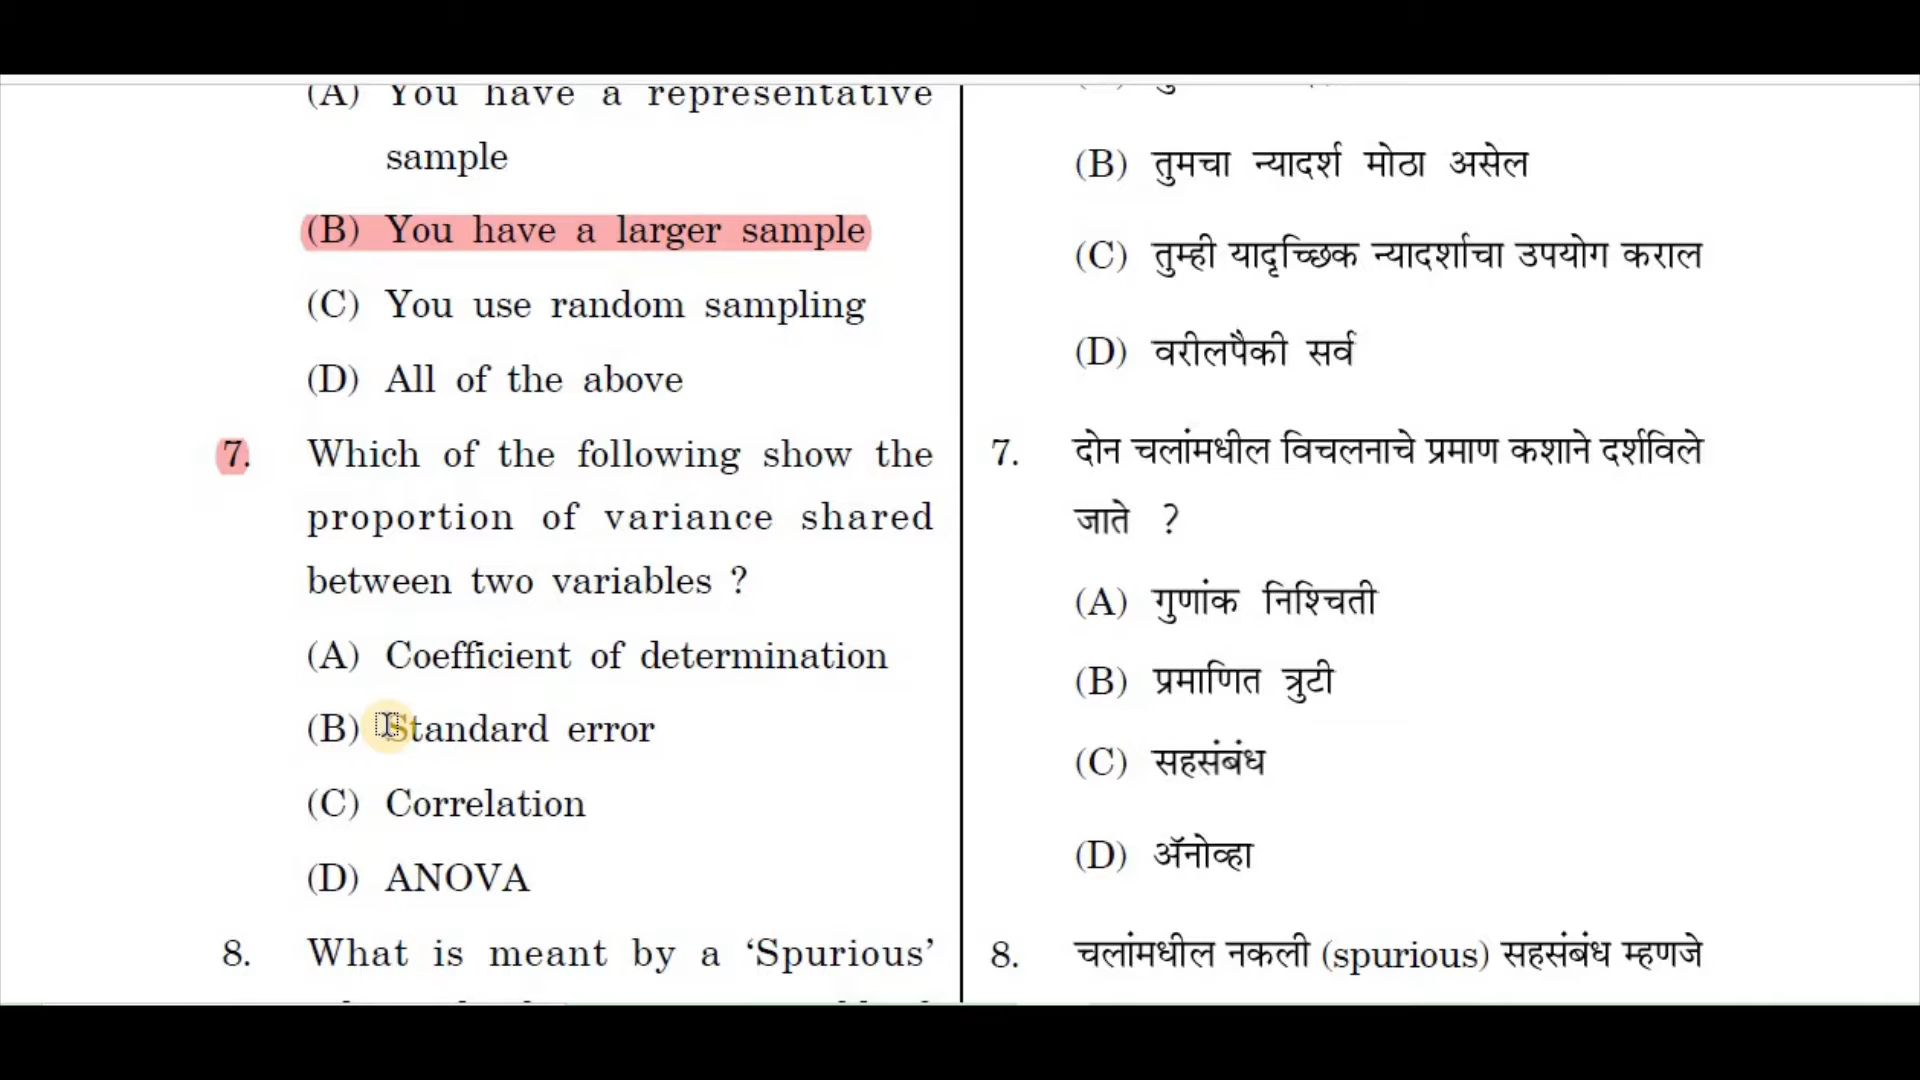 (A) You have a representative
sample
(B) You have a larger sample
(C) You use random sampling
(D) All of the above
7. Which of the following show the
proportion of variance shared
between two variables ?
(A) Coefficient of determination
(B) Standard error
(C) Correlation
(D) ANOVA
8. What is meant by a ‘Spurious’
(B) तुमचा न्यादर्श मोठा असेल
(C) तुम्ही यादृच्छिक न्यादर्शाचा उपयोग कराल
(D) वरीलपैकी सर्व
7. दोन चलांमधील विचलनाचे प्रमाण कशाने दर्शविले
जाते ?
(A) गुणांक निश्चिती
(B) प्रमाणित त्रुटी
(C) सहसंबंध
(D) ॲनोव्हा
8. चलांमधील नकली (spurious) सहसंबंध म्हणजे